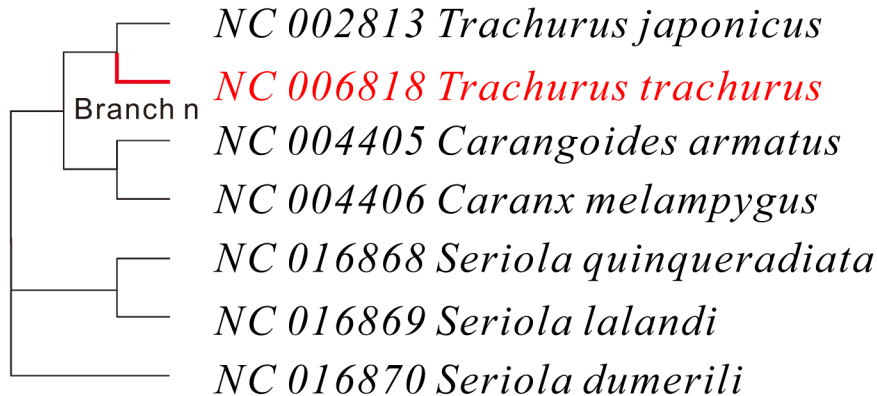 NC 002813 Trachurus japonicus
NC 006818 Trachurus trachurus
Branch n
NC 004405 Carangoides armatus
NC 004406 Caranx melampygus
NC 016868 Seriola quinqueradiata
NC 016869 Seriola lalandi
NC 016870 Seriola dumerili